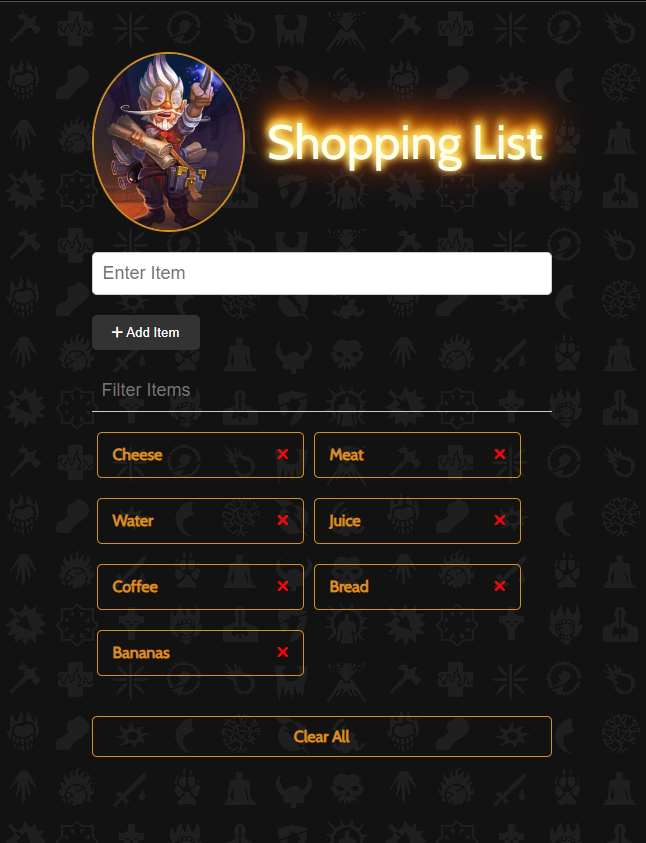 Shopping List
Enter Item
+ Add Item
Filter Items
Cheese ✕ Meat ✕
Water ✕ Juice ✕
Coffee ✕ Bread ✕
Bananas ✕
Clear All